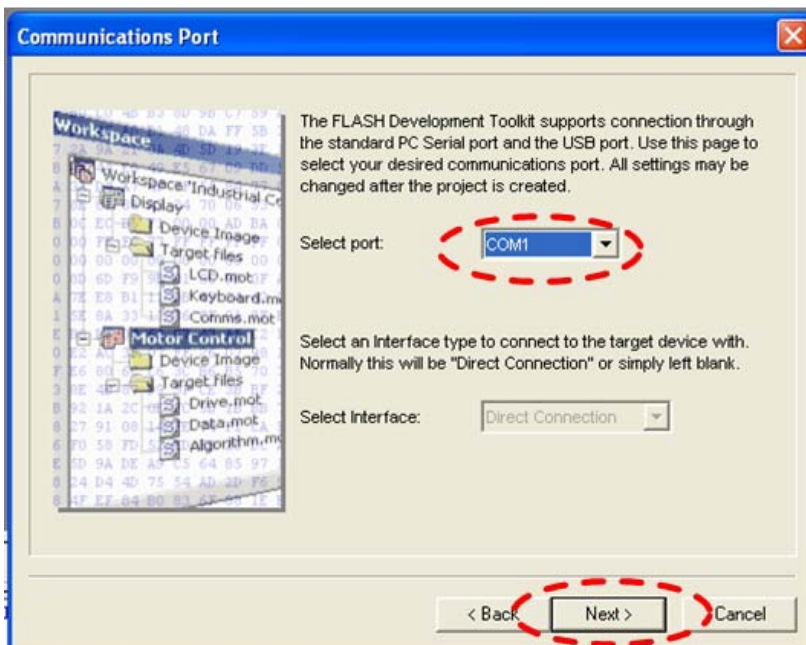 Communications Port
The FLASH Development Toolkit supports connection through
the standard PC Serial port and the USB port. Use this page to
select your desired communications port. All settings may be
changed after the project is created.
Select port:
COM1
Select an Interface type to connect to the target device with.
Normally this will be "Direct Connection" or simply left blank.
Select Interface:
Direct Connection
Workspace
Workspace "Industrial Co
Display
Device Image
Target files
LCD.mot
Keyboard.m
Comms.mot
Motor Control
Device Image
Target files
Drive.mot
Data.mot
Algorithm.m
< Back
Next >
Cancel